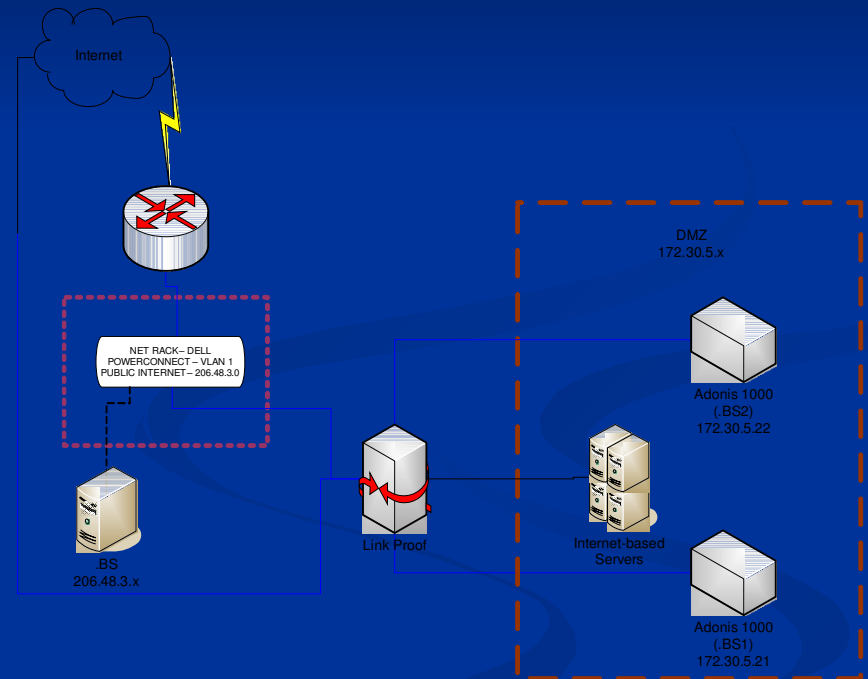 Internet
DMZ
172.30.5.x
NET RACK– DELL
POWERCONNECT – VLAN 1
PUBLIC INTERNET – 206.48.3.0
Adonis 1000
(.BS2)
172.30.5.22
Link Proof
Internet-based
Servers
.BS
206.48.3.x
Adonis 1000
(.BS1)
172.30.5.21